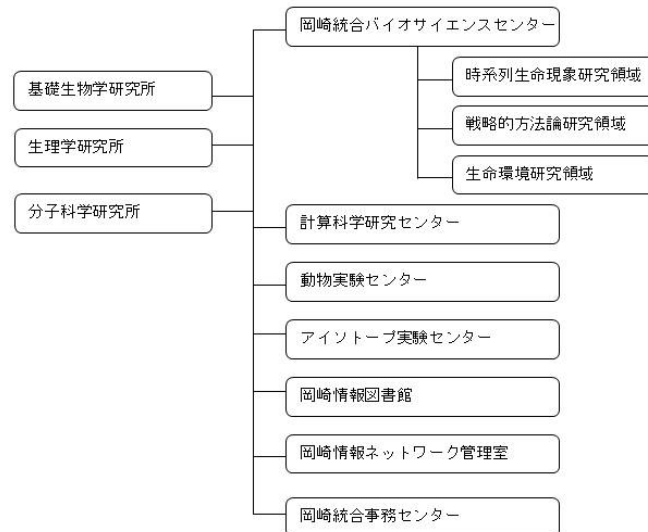 岡崎統合バイオサイエンスセンター
時系列生命現象研究領域
戦略的方法論研究領域
生命環境研究領域
基礎生物学研究所
生理学研究所
分子科学研究所
計算科学研究センター
動物実験センター
アイソトープ実験センター
岡崎情報図書館
岡崎情報ネットワーク管理室
岡崎統合事務センター